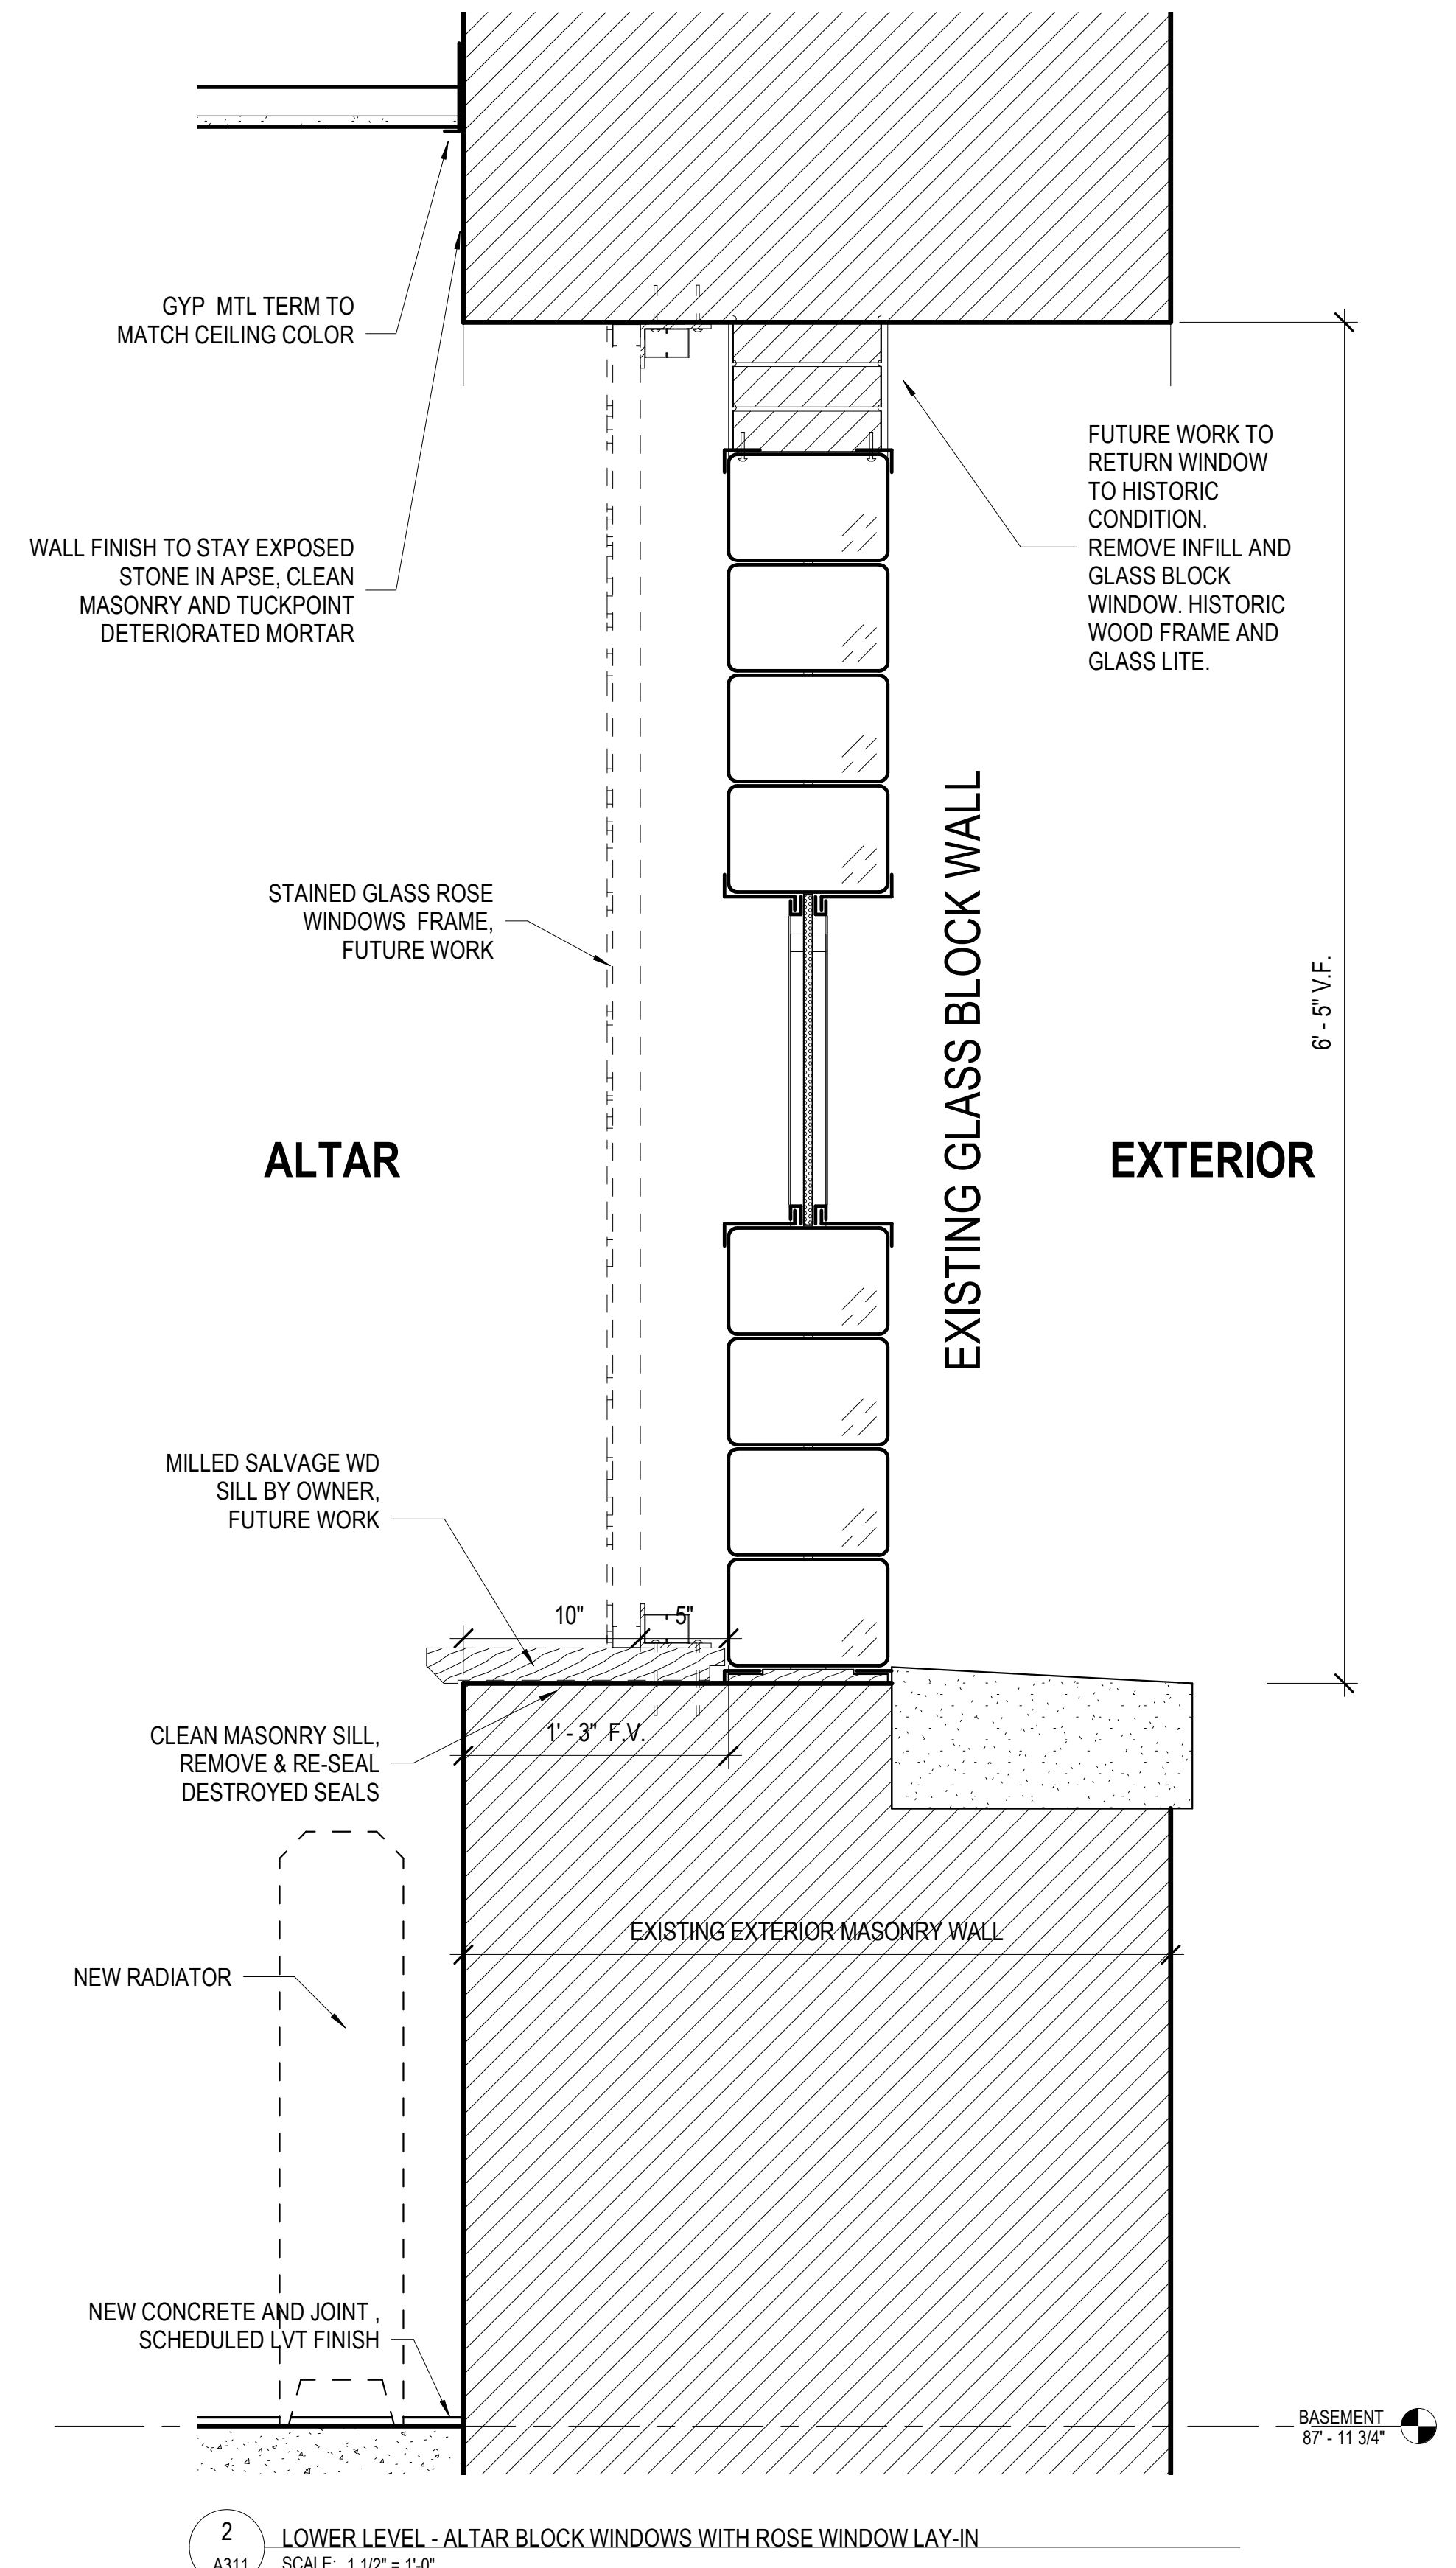 GYP MTL TERM TO
MATCH CEILING COLOR
FUTURE WORK TO
RETURN WINDOW
TO HISTORIC
CONDITION.
REMOVE INFILL AND
GLASS BLOCK
WINDOW. HISTORIC
WOOD FRAME AND
GLASS LITE.
WALL FINISH TO STAY EXPOSED
STONE IN APSE, CLEAN
MASONRY AND TUCKPOINT
DETERIORATED MORTAR
STAINED GLASS ROSE
WINDOWS FRAME,
FUTURE WORK
EXISTING GLASS BLOCK WALL
6' - 5" V.F.
ALTAR
EXTERIOR
MILLED SALVAGE WD
SILL BY OWNER,
FUTURE WORK
10"
5"
CLEAN MASONRY SILL,
REMOVE & RE-SEAL
DESTROYED SEALS
1' - 3" F.V.
EXISTING EXTERIOR MASONRY WALL
NEW RADIATOR
NEW CONCRETE AND JOINT ,
SCHEDULED LVT FINISH
BASEMENT
87' - 11 3/4"
2
A311
LOWER LEVEL - ALTAR BLOCK WINDOWS WITH ROSE WINDOW LAY-IN
SCALE: 1 1/2" = 1'-0"